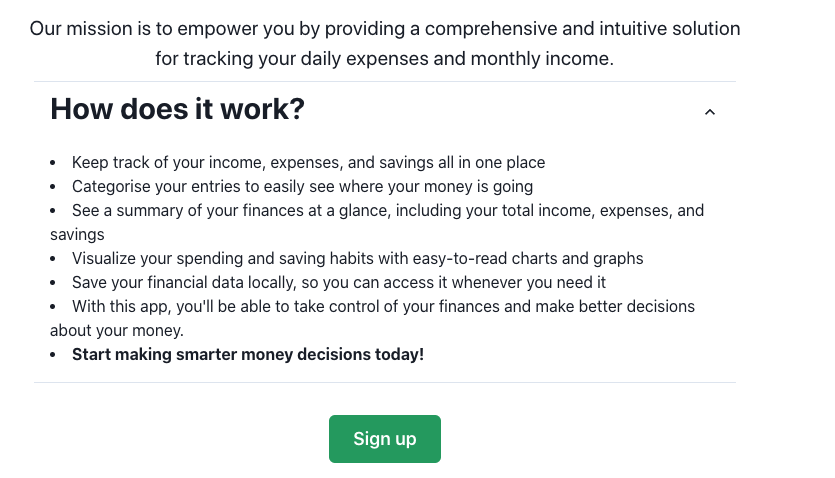 Our mission is to empower you by providing a comprehensive and intuitive solution
for tracking your daily expenses and monthly income.
How does it work?
• Keep track of your income, expenses, and savings all in one place
• Categorise your entries to easily see where your money is going
• See a summary of your finances at a glance, including your total income, expenses, and
savings
• Visualize your spending and saving habits with easy-to-read charts and graphs
• Save your financial data locally, so you can access it whenever you need it
• With this app, you'll be able to take control of your finances and make better decisions
about your money.
• Start making smarter money decisions today!
Sign up